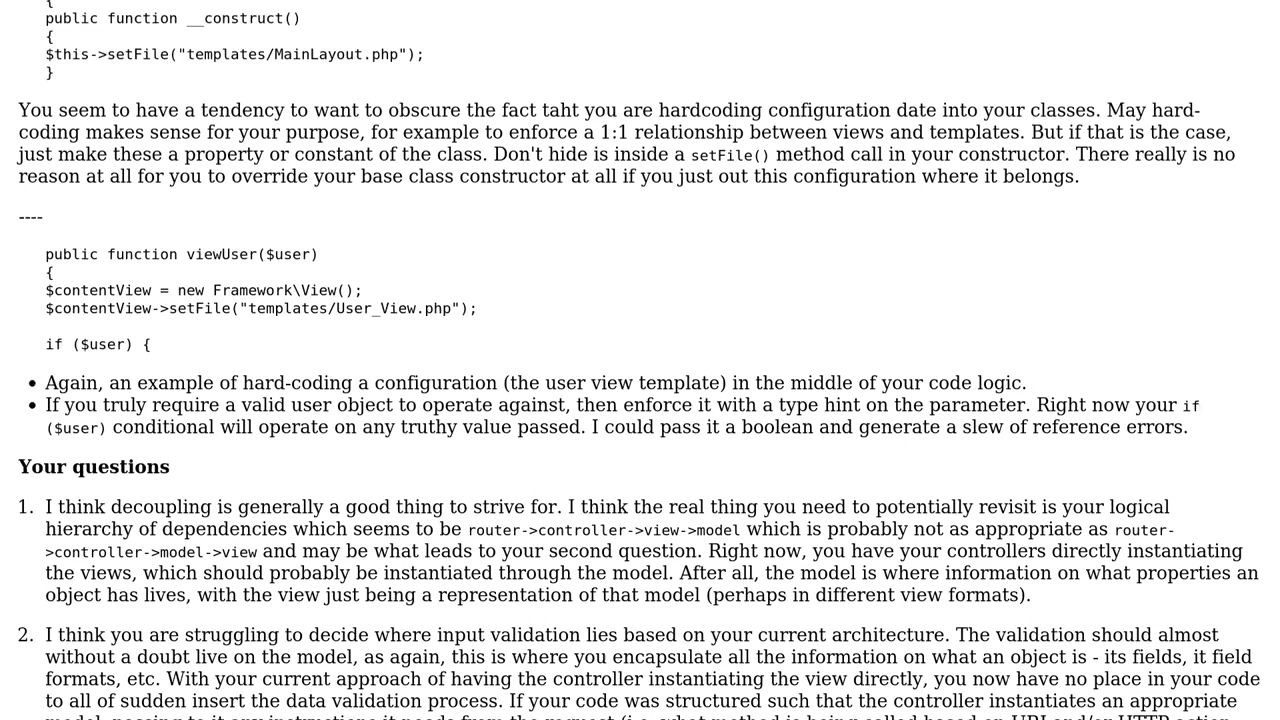 {
public function __construct()
{
$this->setFile("templates/MainLayout.php");
}
You seem to have a tendency to want to obscure the fact taht you are hardcoding configuration date into your classes. May hard-
coding makes sense for your purpose, for example to enforce a 1:1 relationship between views and templates. But if that is the case,
just make these a property or constant of the class. Don't hide is inside a setFile() method call in your constructor. There really is no
reason at all for you to override your base class constructor at all if you just out this configuration where it belongs.
----
public function viewUser($user)
{
$contentView = new Framework\View();
$contentView->setFile("templates/User_View.php");
if ($user) {
• Again, an example of hard-coding a configuration (the user view template) in the middle of your code logic.
• If you truly require a valid user object to operate against, then enforce it with a type hint on the parameter. Right now your if
($user) conditional will operate on any truthy value passed. I could pass it a boolean and generate a slew of reference errors.
Your questions
1. I think decoupling is generally a good thing to strive for. I think the real thing you need to potentially revisit is your logical
hierarchy of dependencies which seems to be router->controller->view->model which is probably not as appropriate as router-
>controller->model->view and may be what leads to your second question. Right now, you have your controllers directly instantiating
the views, which should probably be instantiated through the model. After all, the model is where information on what properties an
object has lives, with the view just being a representation of that model (perhaps in different view formats).
2. I think you are struggling to decide where input validation lies based on your current architecture. The validation should almost
without a doubt live on the model, as again, this is where you encapsulate all the information on what an object is - its fields, it field
formats, etc. With your current approach of having the controller instantiating the view directly, you now have no place in your code
to all of sudden insert the data validation process. If your code was structured such that the controller instantiates an appropriate